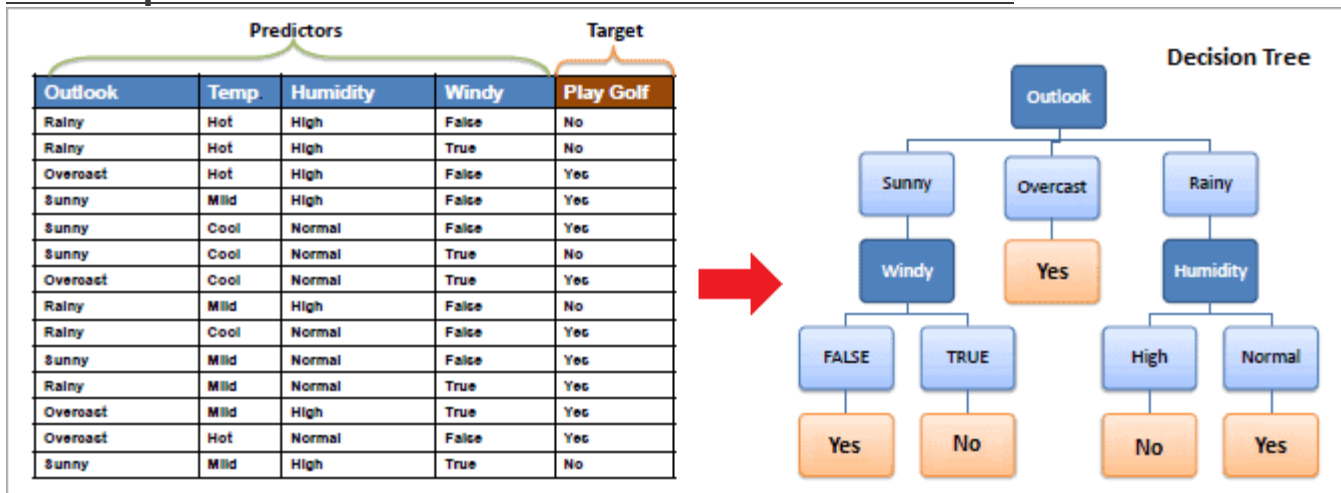 Predictors Target
Outlook Temp. Humidity Windy Play Golf
Rainy Hot High False No
Rainy Hot High True No
Overcast Hot High False Yes
Sunny Mild High False Yes
Sunny Cool Normal False Yes
Sunny Cool Normal True No
Overcast Cool Normal True Yes
Rainy Mild High False No
Rainy Cool Normal False Yes
Sunny Mild Normal False Yes
Rainy Mild Normal True Yes
Overcast Mild High True Yes
Overcast Hot Normal False Yes
Sunny Mild High True No
Decision Tree
Outlook
Sunny Overcast Rainy
Windy Yes Humidity
FALSE TRUE High Normal
Yes No No Yes